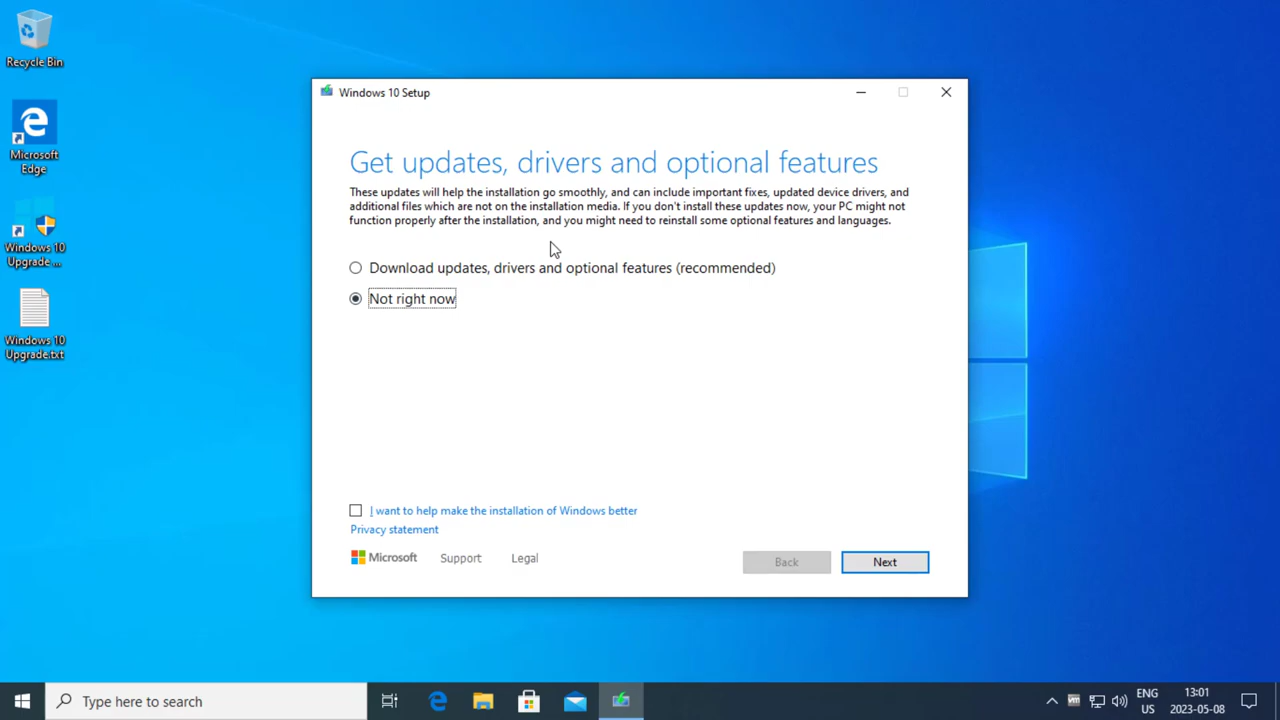 Recycle Bin
Microsoft
Edge
Windows 10
Upgrade ...
Windows 10
Upgrade.txt
Windows 10 Setup
Get updates, drivers and optional features
These updates will help the installation go smoothly, and can include important fixes, updated device drivers, and
additional files which are not on the installation media. If you don't install these updates now, your PC might not
function properly after the installation, and you might need to reinstall some optional features and languages.
Download updates, drivers and optional features (recommended)
Not right now
I want to help make the installation of Windows better
Privacy statement
Microsoft
Support
Legal
Back
Next
Type here to search
vm
ENG
US
13:01
2023-05-08